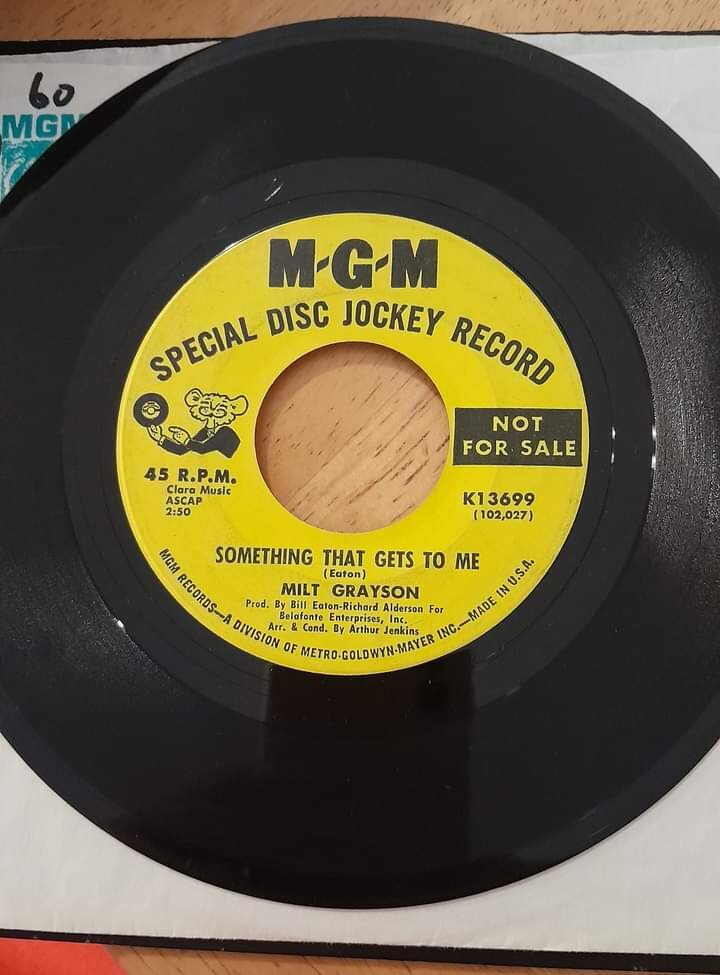 60
MGM
M-G-M
SPECIAL DISC JOCKEY RECORD
NOT
FOR SALE
45 R.P.M.
Clara Music
ASCAP
2:50
K13699
(102,027)
SOMETHING THAT GETS TO ME
(Eaton)
MILT GRAYSON
Prod. By Bill Eaton-Richard Alderson For
Belafonte Enterprises, Inc.
Arr. & Cond. By Arthur Jenkins
MGM RECORDS—A DIVISION OF METRO-GOLDWYN-MAYER INC.—MADE IN U.S.A.